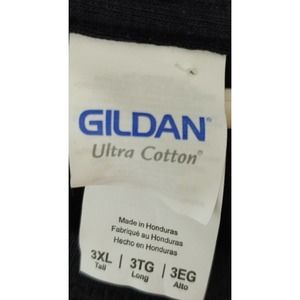 GILDAN®
Ultra Cotton®
Made in Honduras
Fabriqué au Honduras
Hecho en Honduras
3XL | 3TG | 3EG
Tall Long Alto